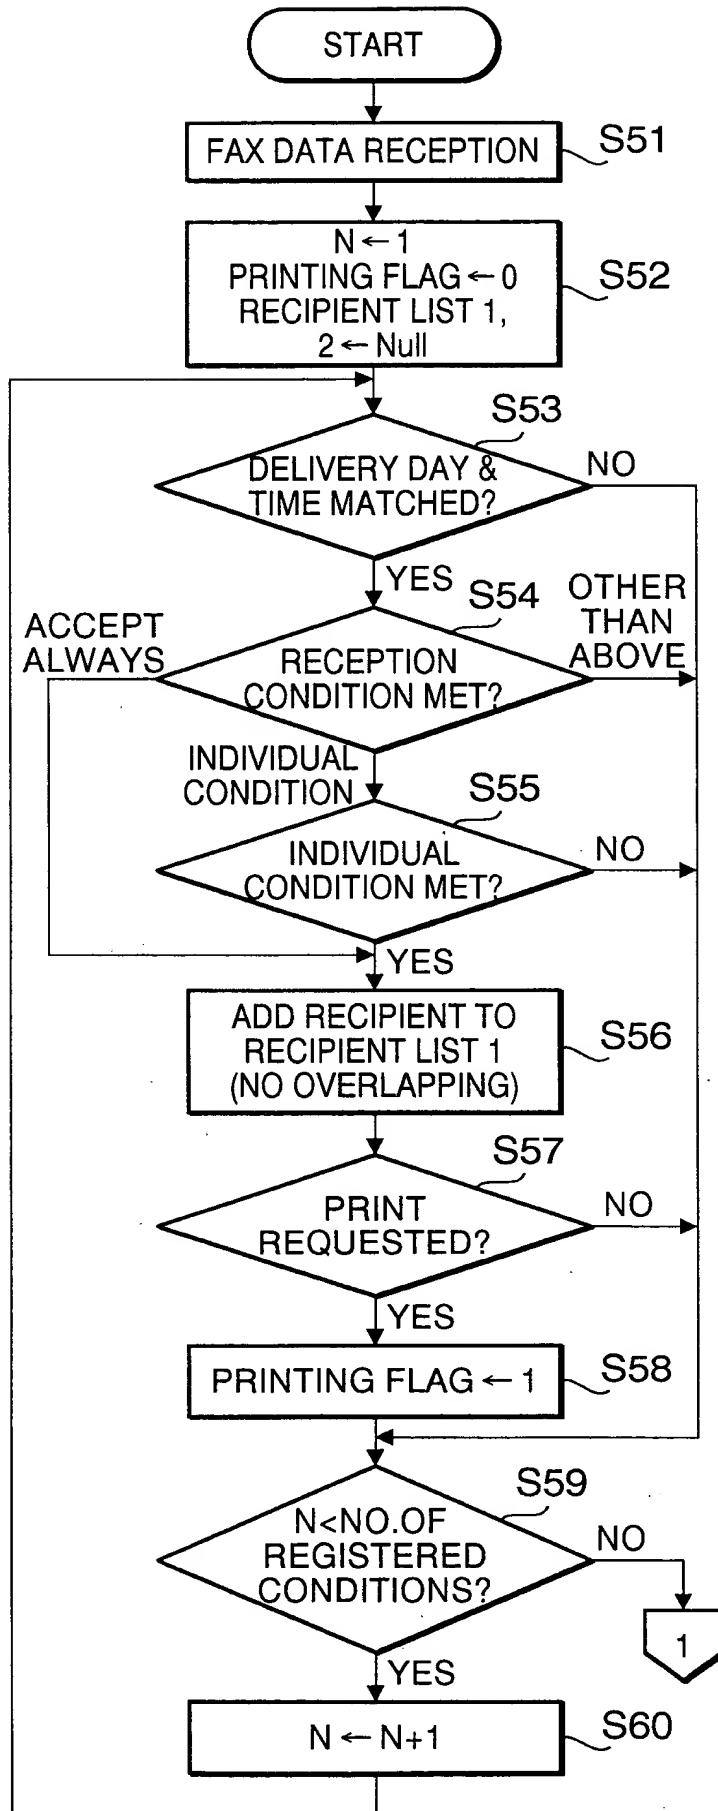 START
FAX DATA RECEPTION
S51
N ← 1
PRINTING FLAG ← 0
RECIPIENT LIST 1,
2 ← Null
S52
S53
DELIVERY DAY &
TIME MATCHED?
NO
YES
S54
OTHER
THAN
ABOVE
ACCEPT
ALWAYS
RECEPTION
CONDITION MET?
INDIVIDUAL
CONDITION
S55
INDIVIDUAL
CONDITION MET?
NO
YES
ADD RECIPIENT TO
RECIPIENT LIST 1
(NO OVERLAPPING)
S56
S57
PRINT
REQUESTED?
NO
YES
PRINTING FLAG ← 1
S58
S59
N<NO.OF
REGISTERED
CONDITIONS?
NO
1
YES
N ← N+1
S60